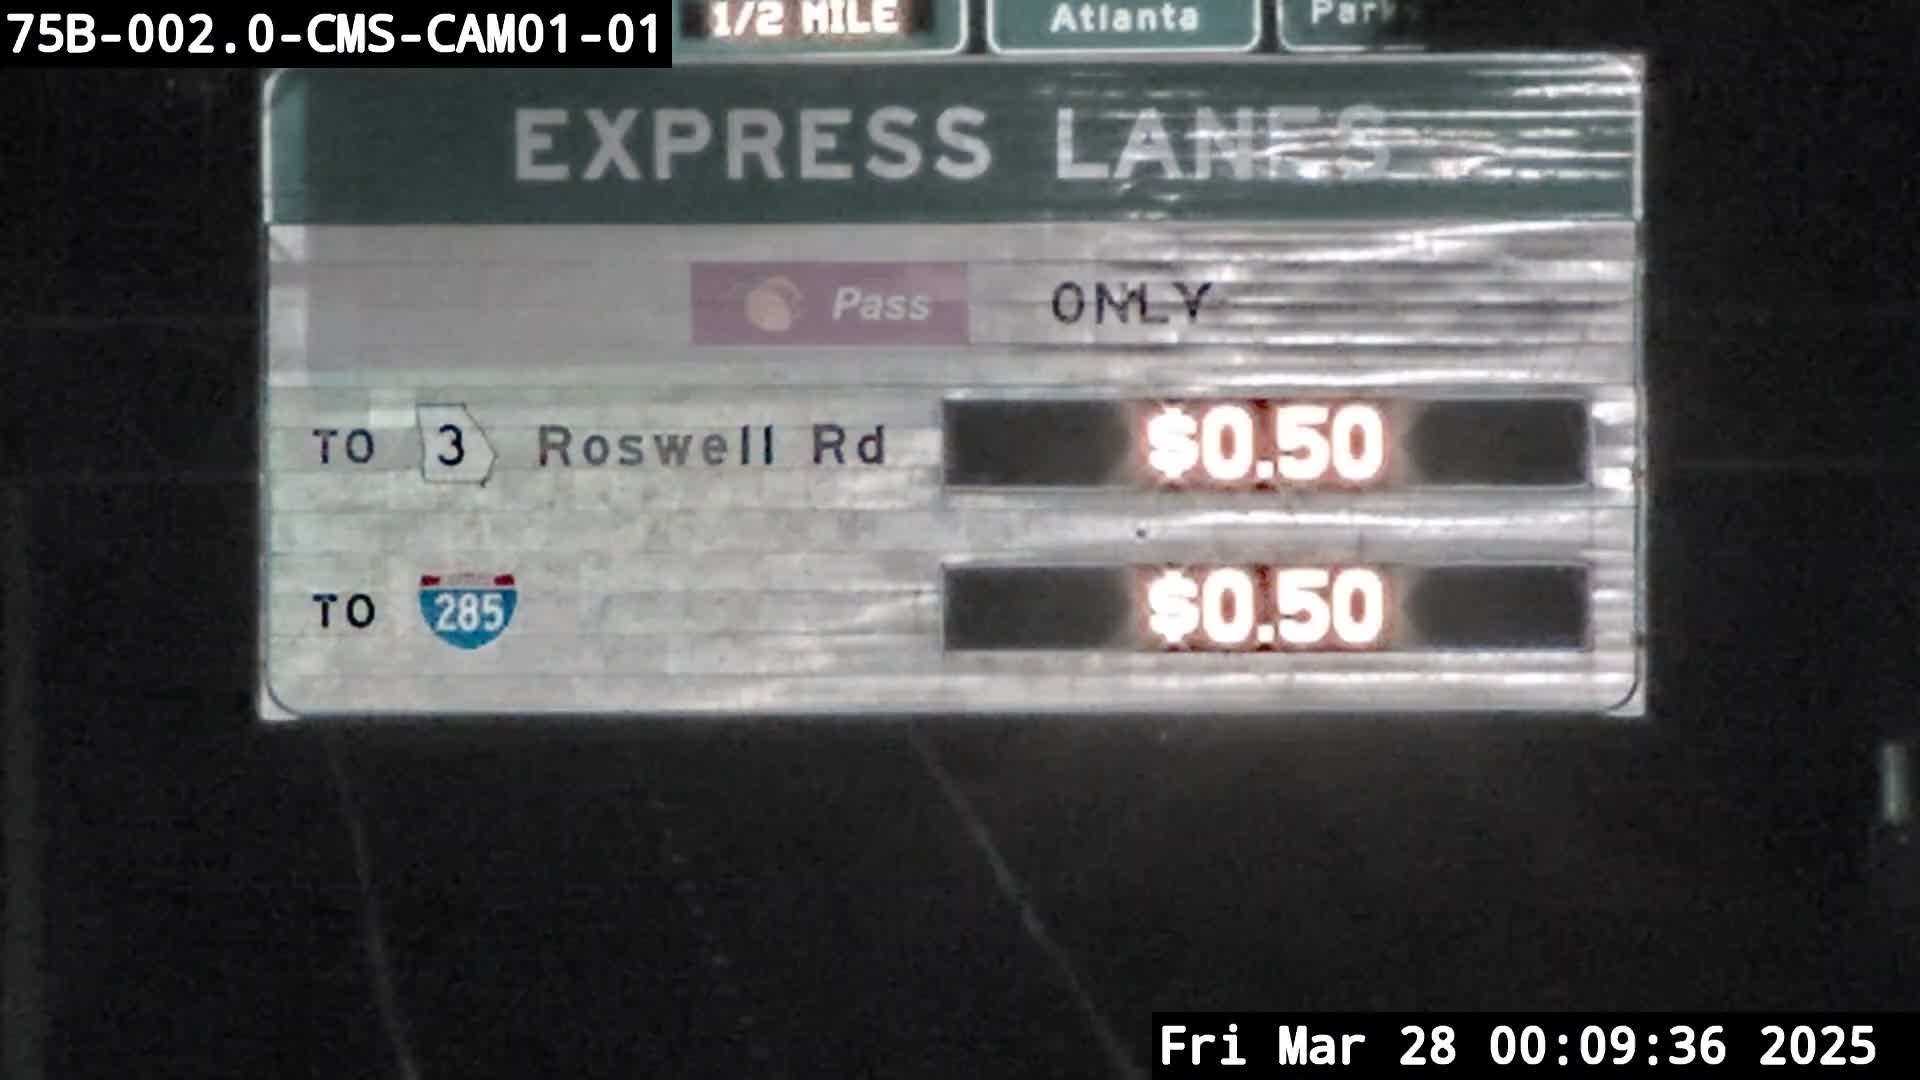 75B-002.0-CMS-CAM01-01
1/2 MILE
Atlanta
EXPRESS LANES
Pass ONLY
TO 3 Roswell Rd $0.50
TO 285 $0.50
Fri Mar 28 00:09:36 2025